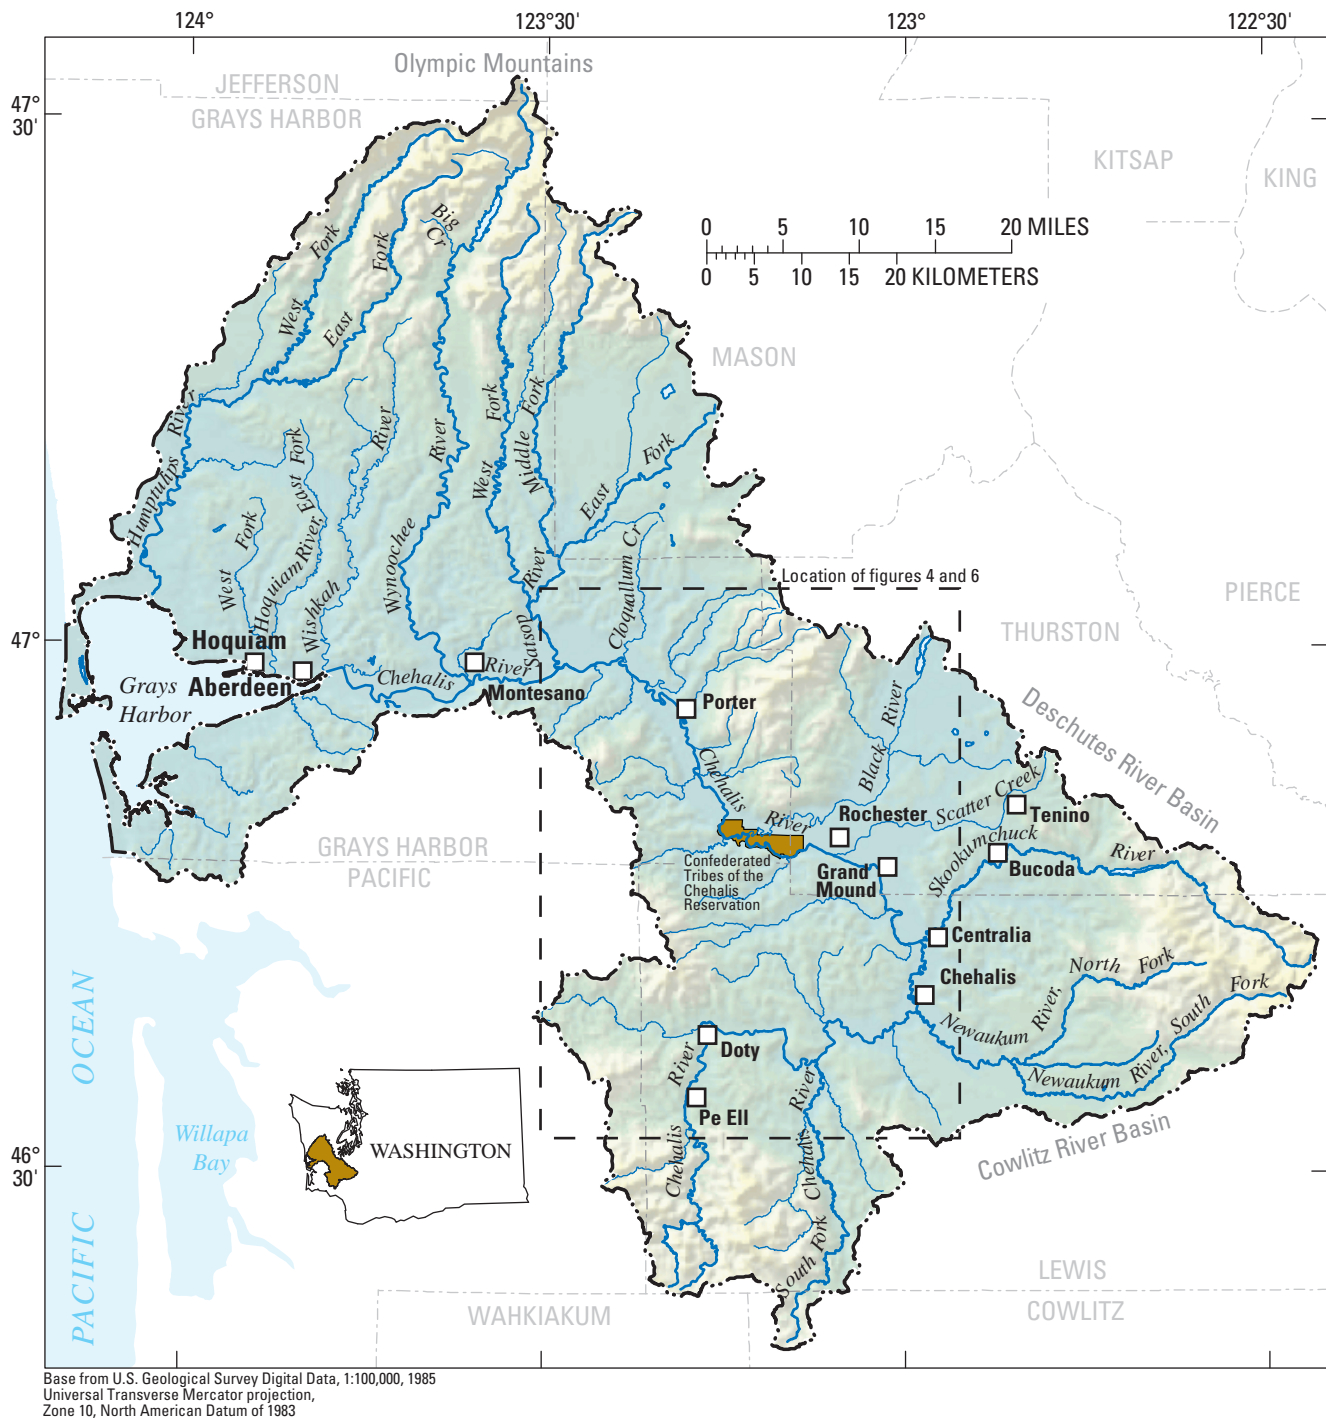 124°
123°30'
123°
122°30'
Olympic Mountains
JEFFERSON
GRAYS HARBOR
47°
30'
KITSAP
KING
0 5 10 15 20 MILES
0 5 10 15 20 KILOMETERS
Big
Cr
West Fork
East Fork
MASON
Humptulips River
West Fork
Hoquiam River, East Fork
Wishkah River
Wynoochee River
West Fork
Middle Fork
East Fork
Satsop River
Cloquallum Cr
Location of figures 4 and 6
PIERCE
THURSTON
47°
Hoquiam
Aberdeen
Grays
Harbor
Chehalis River
Montesano
Porter
Chehalis River
Black River
Deschutes River Basin
Rochester
Scatter Creek
Tenino
Skookumchuck River
Bucoda
Grand
Mound
Confederated
Tribes of the
Chehalis
Reservation
GRAYS HARBOR
PACIFIC
Centralia
Chehalis
Newaukum River, North Fork
Newaukum River, South Fork
Doty
Pe Ell
Chehalis River
South Fork Chehalis River
Cowlitz River Basin
PACIFIC OCEAN
Willapa
Bay
WASHINGTON
46°
30'
LEWIS
COWLITZ
WAHKIAKUM
Base from U.S. Geological Survey Digital Data, 1:100,000, 1985
Universal Transverse Mercator projection,
Zone 10, North American Datum of 1983